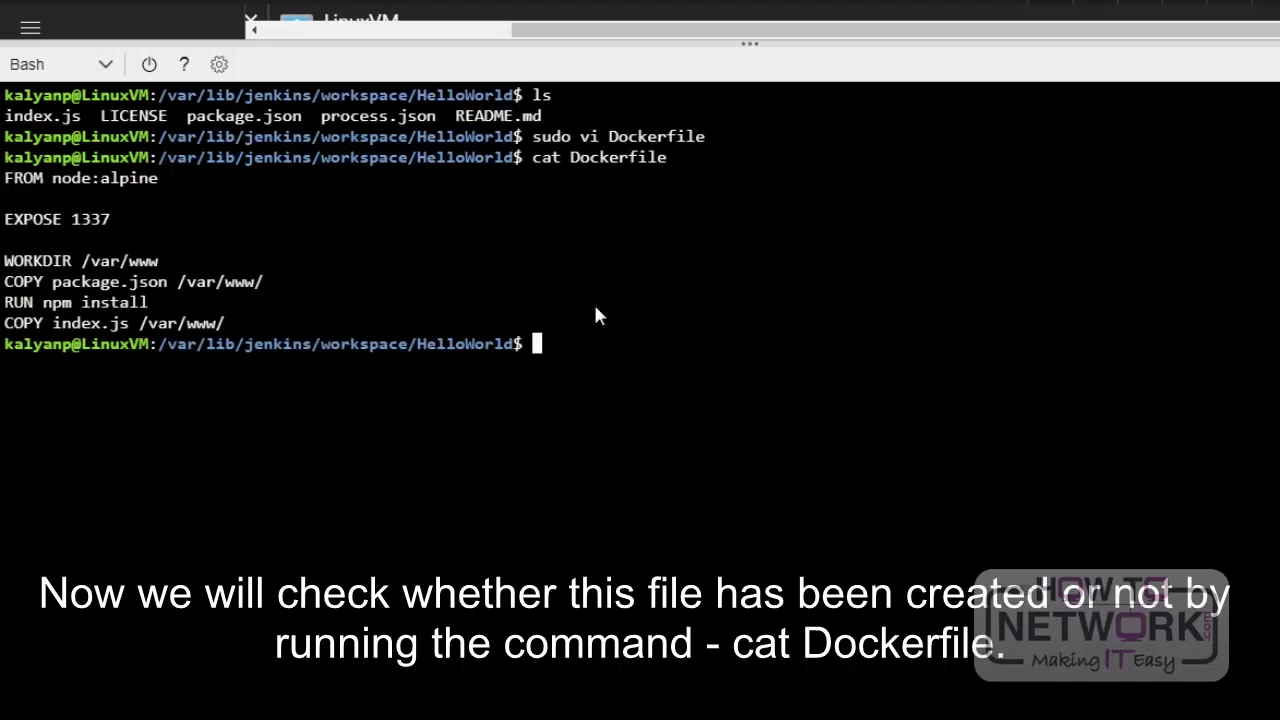 LinuxVM
Bash
kalyanp@LinuxVM:/var/lib/jenkins/workspace/HelloWorld$ ls
index.js  LICENSE  package.json  process.json  README.md
kalyanp@LinuxVM:/var/lib/jenkins/workspace/HelloWorld$ sudo vi Dockerfile
kalyanp@LinuxVM:/var/lib/jenkins/workspace/HelloWorld$ cat Dockerfile
FROM node:alpine
EXPOSE 1337
WORKDIR /var/www
COPY package.json /var/www/
RUN npm install
COPY index.js /var/www/
kalyanp@LinuxVM:/var/lib/jenkins/workspace/HelloWorld$
Now we will check whether this file has been created or not by
running the command - cat Dockerfile.
HOW TO
NETWORK.com
Making IT Easy